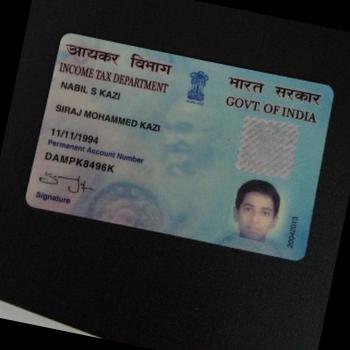 आयकर विभाग
INCOME TAX DEPARTMENT
भारत सरकार
GOVT. OF INDIA
NABIL S KAZI
SIRAJ MOHAMMED KAZI
11/11/1994
Permanent Account Number
DAMPK8496K
Signature
20042013